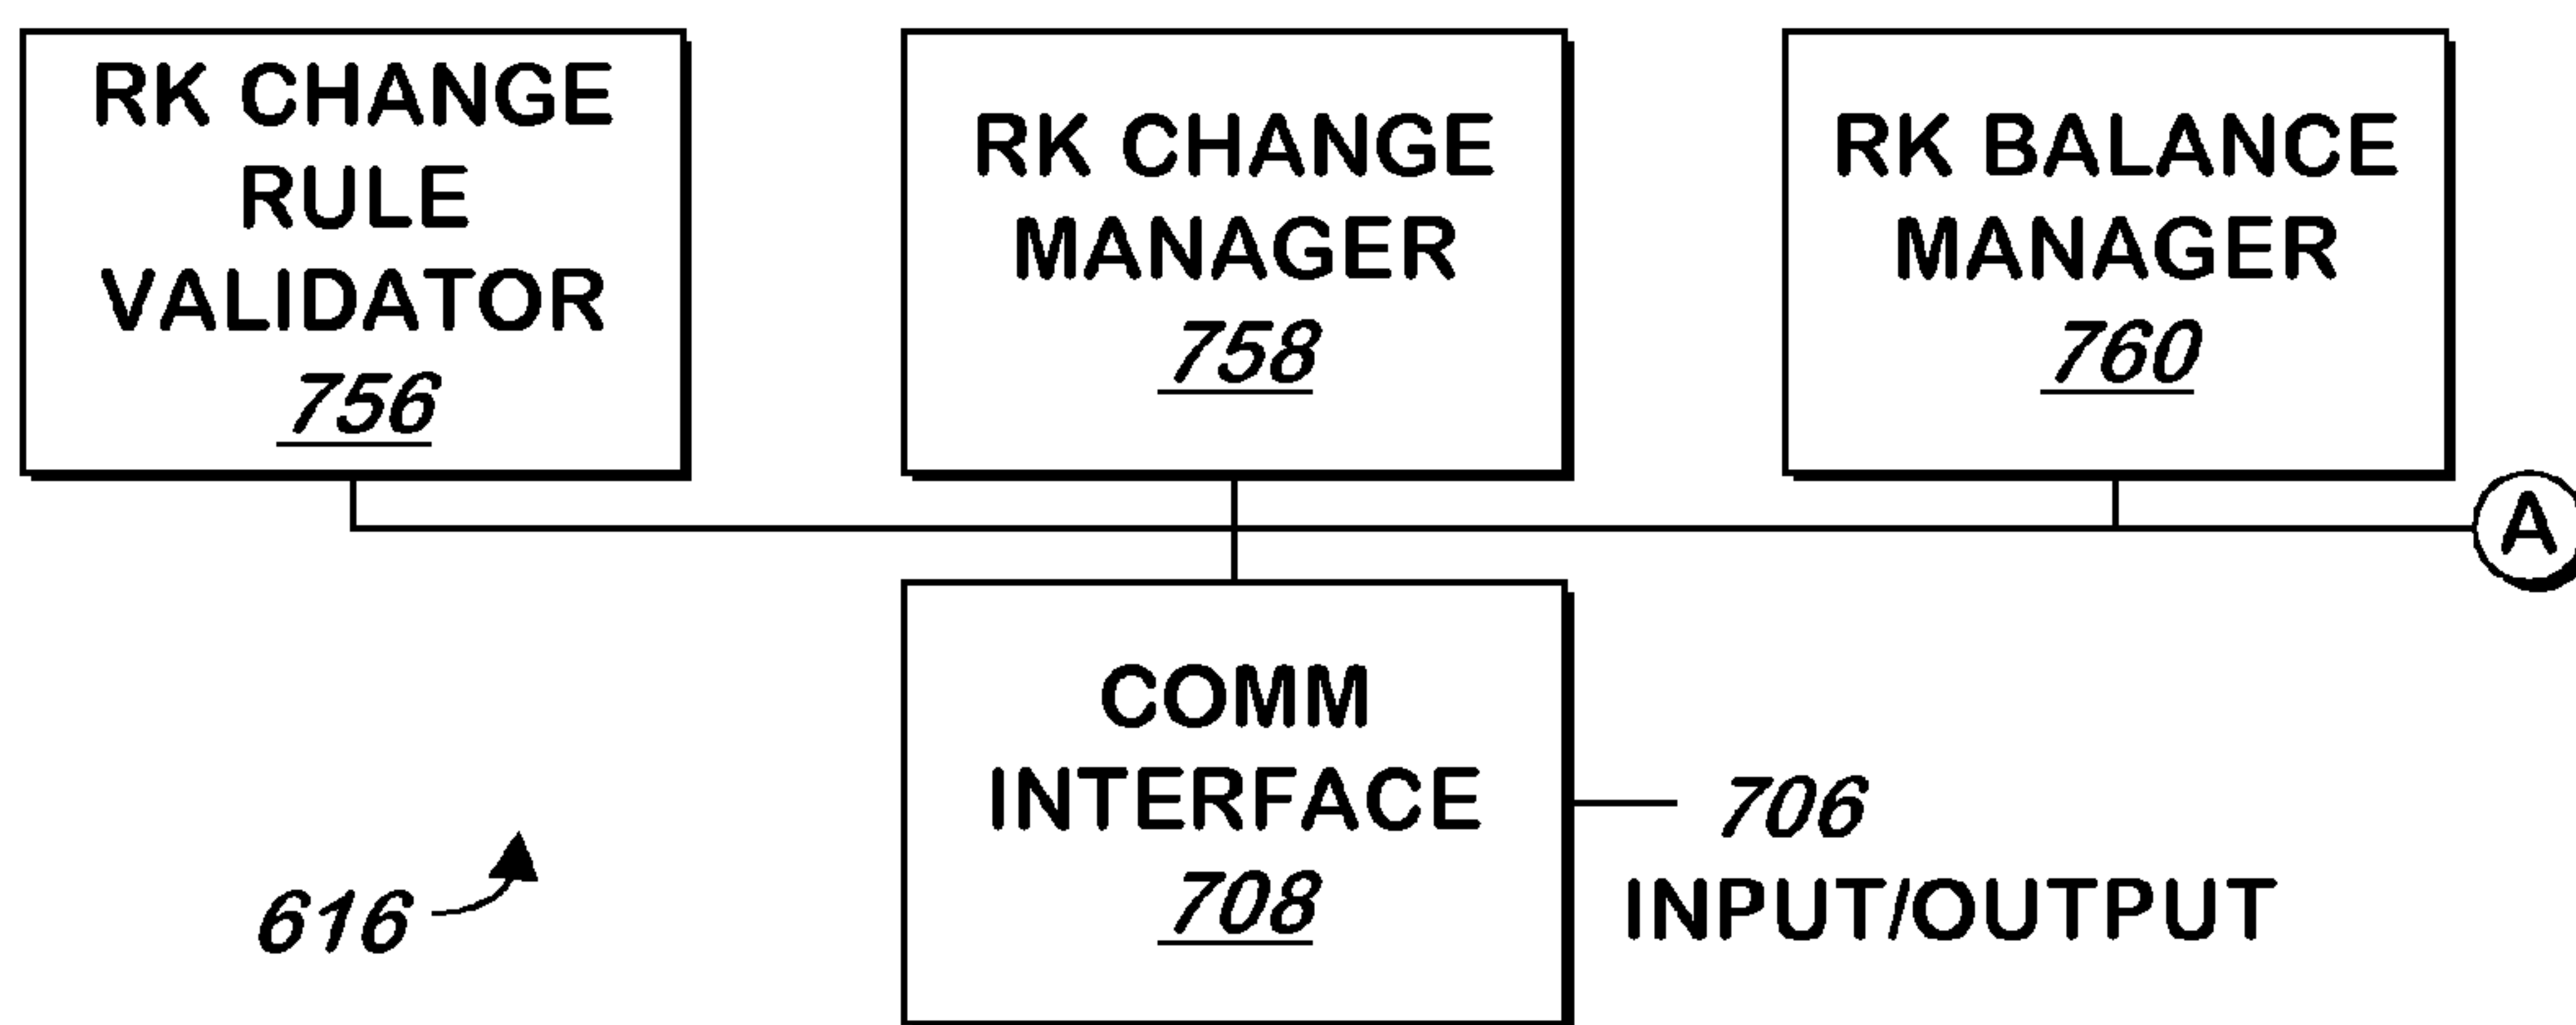 RK CHANGE
RULE
VALIDATOR
756
RK CHANGE
MANAGER
758
RK BALANCE
MANAGER
760
A
COMM
INTERFACE
708
706
INPUT/OUTPUT
616